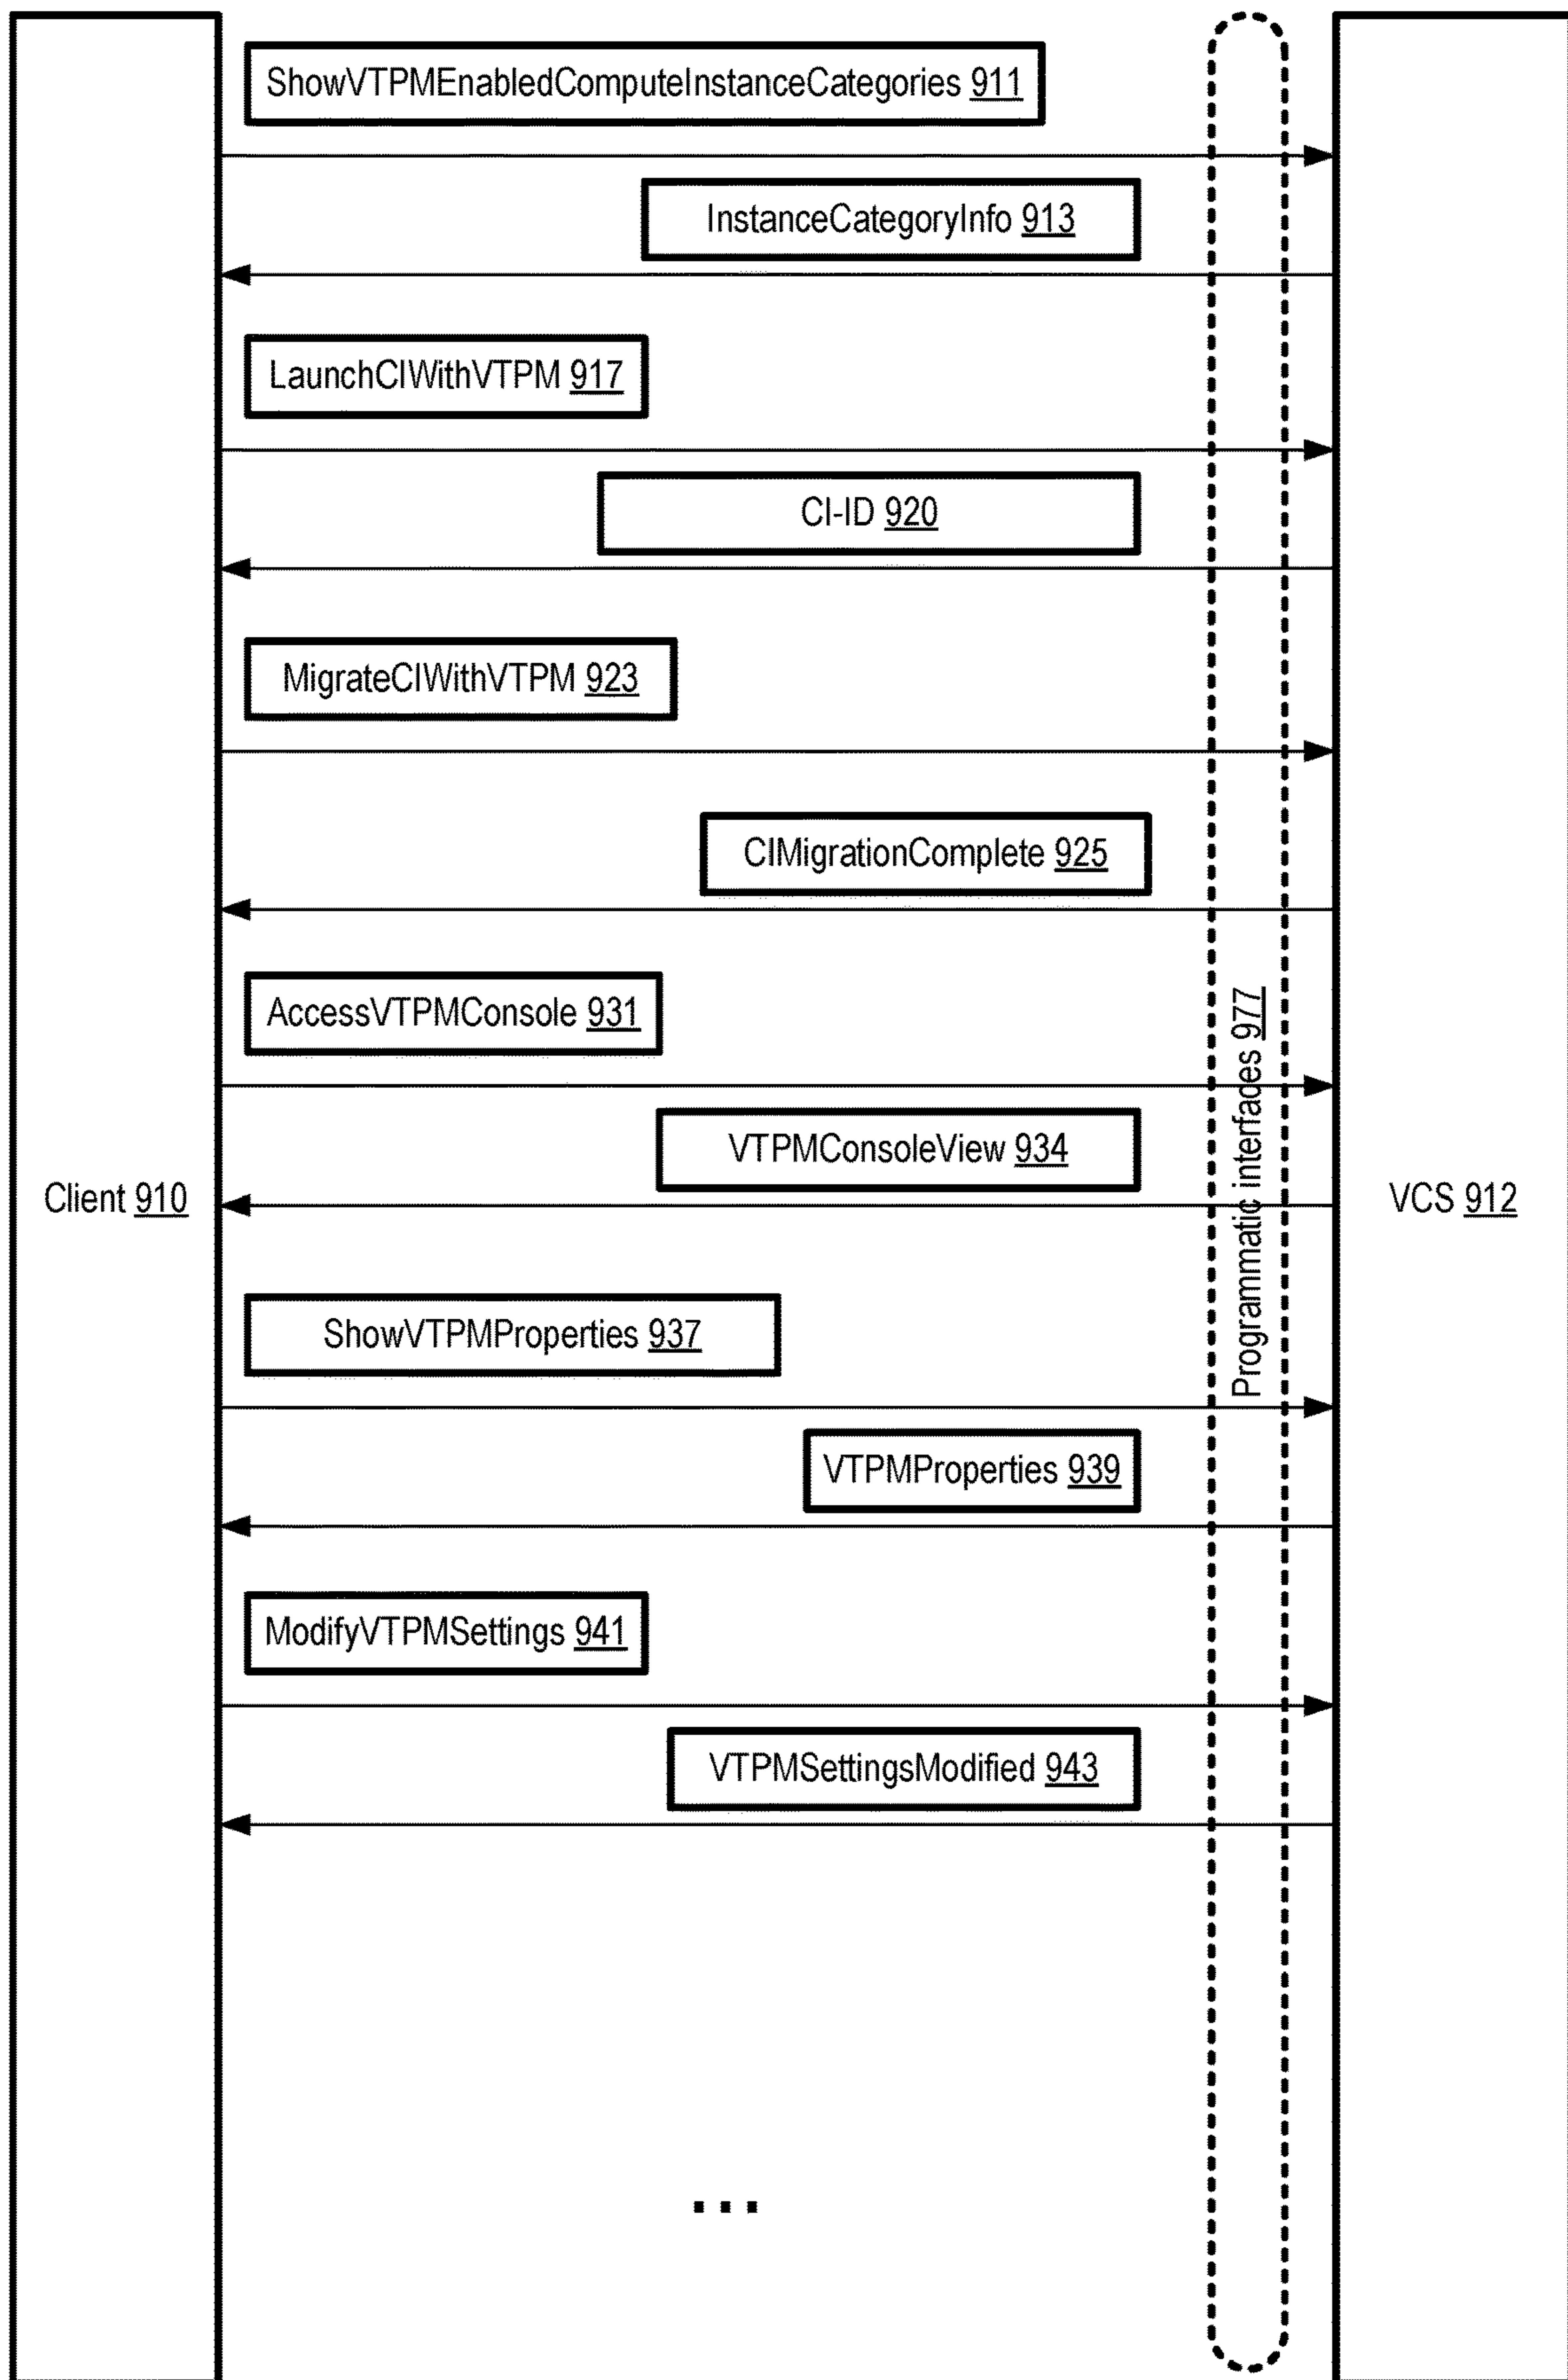 ShowVTPMEnabledComputeInstanceCategories 911
InstanceCategoryInfo 913
LaunchCIWithVTPM 917
CI-ID 920
MigrateCIWithVTPM 923
CIMigrationComplete 925
AccessVTPMConsole 931
VTPMConsoleView 934
Client 910
Programmatic interfaces 977
VCS 912
ShowVTPMProperties 937
VTPMProperties 939
ModifyVTPMSettings 941
VTPMSettingsModified 943
...